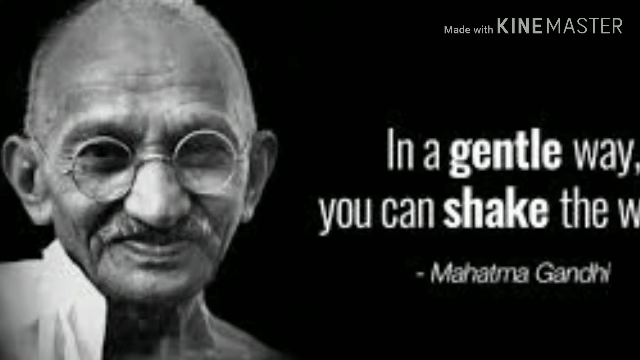 Made with KINEMASTER
In a gentle way,
you can shake the w
- Mahatma Gandhi